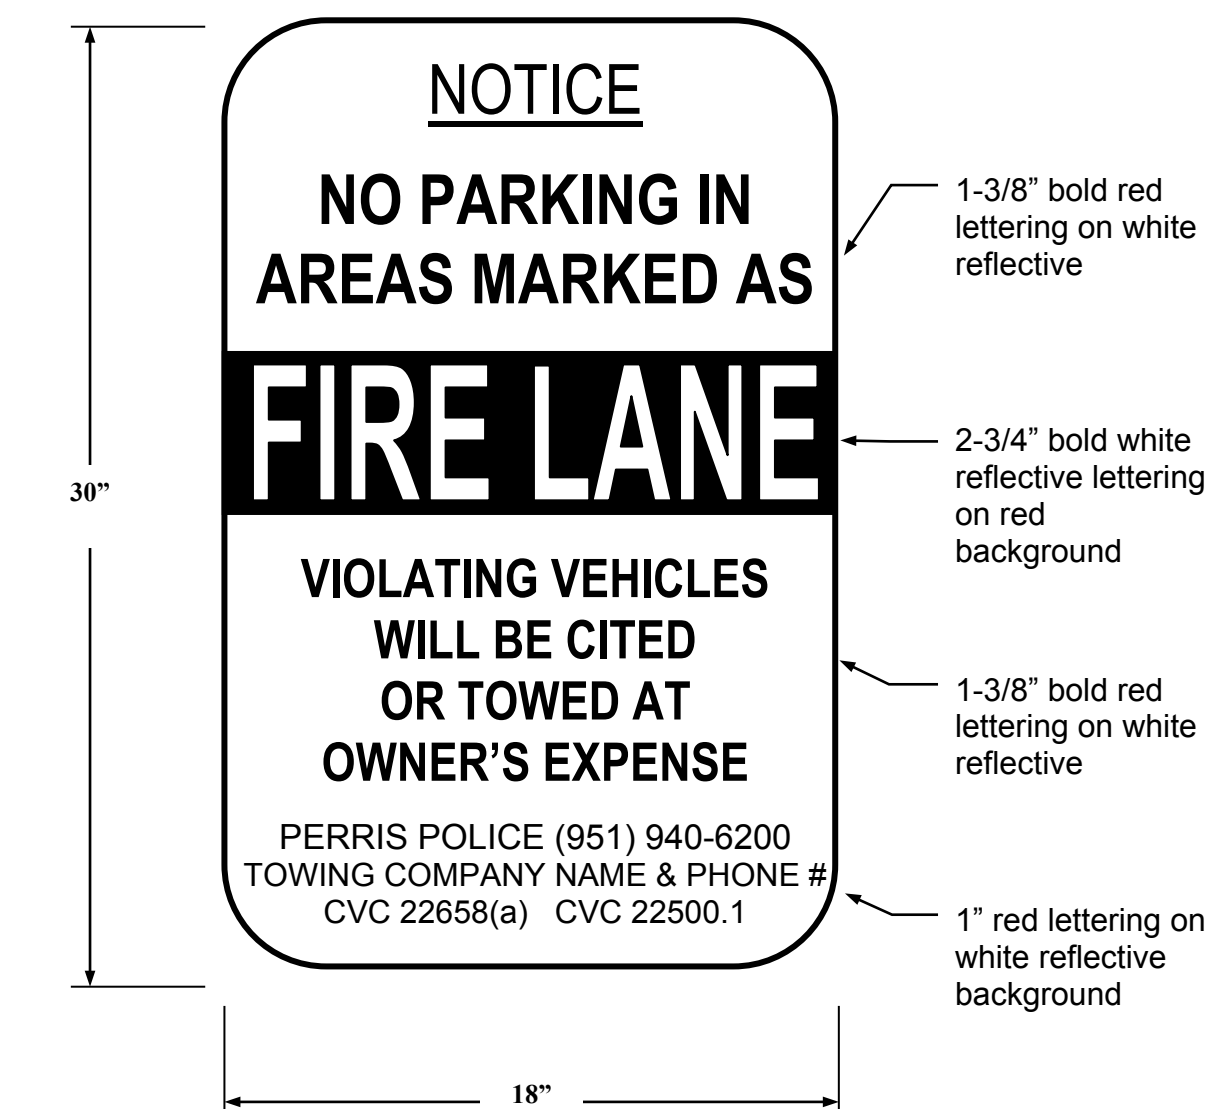 NOTICE
NO PARKING IN
AREAS MARKED AS
FIRE LANE
VIOLATING VEHICLES
WILL BE CITED
OR TOWED AT
OWNER’S EXPENSE
PERRIS POLICE (951) 940-6200
TOWING COMPANY NAME & PHONE #
CVC 22658(a) CVC 22500.1
30”
18”
1-3/8” bold red
lettering on white
reflective
2-3/4” bold white
reflective lettering
on red
background
1-3/8” bold red
lettering on white
reflective
1” red lettering on
white reflective
background